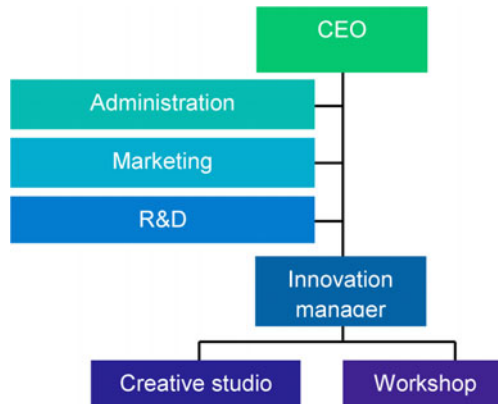 CEO
Administration
Marketing
R&D
Innovation
manager
Creative studio
Workshop